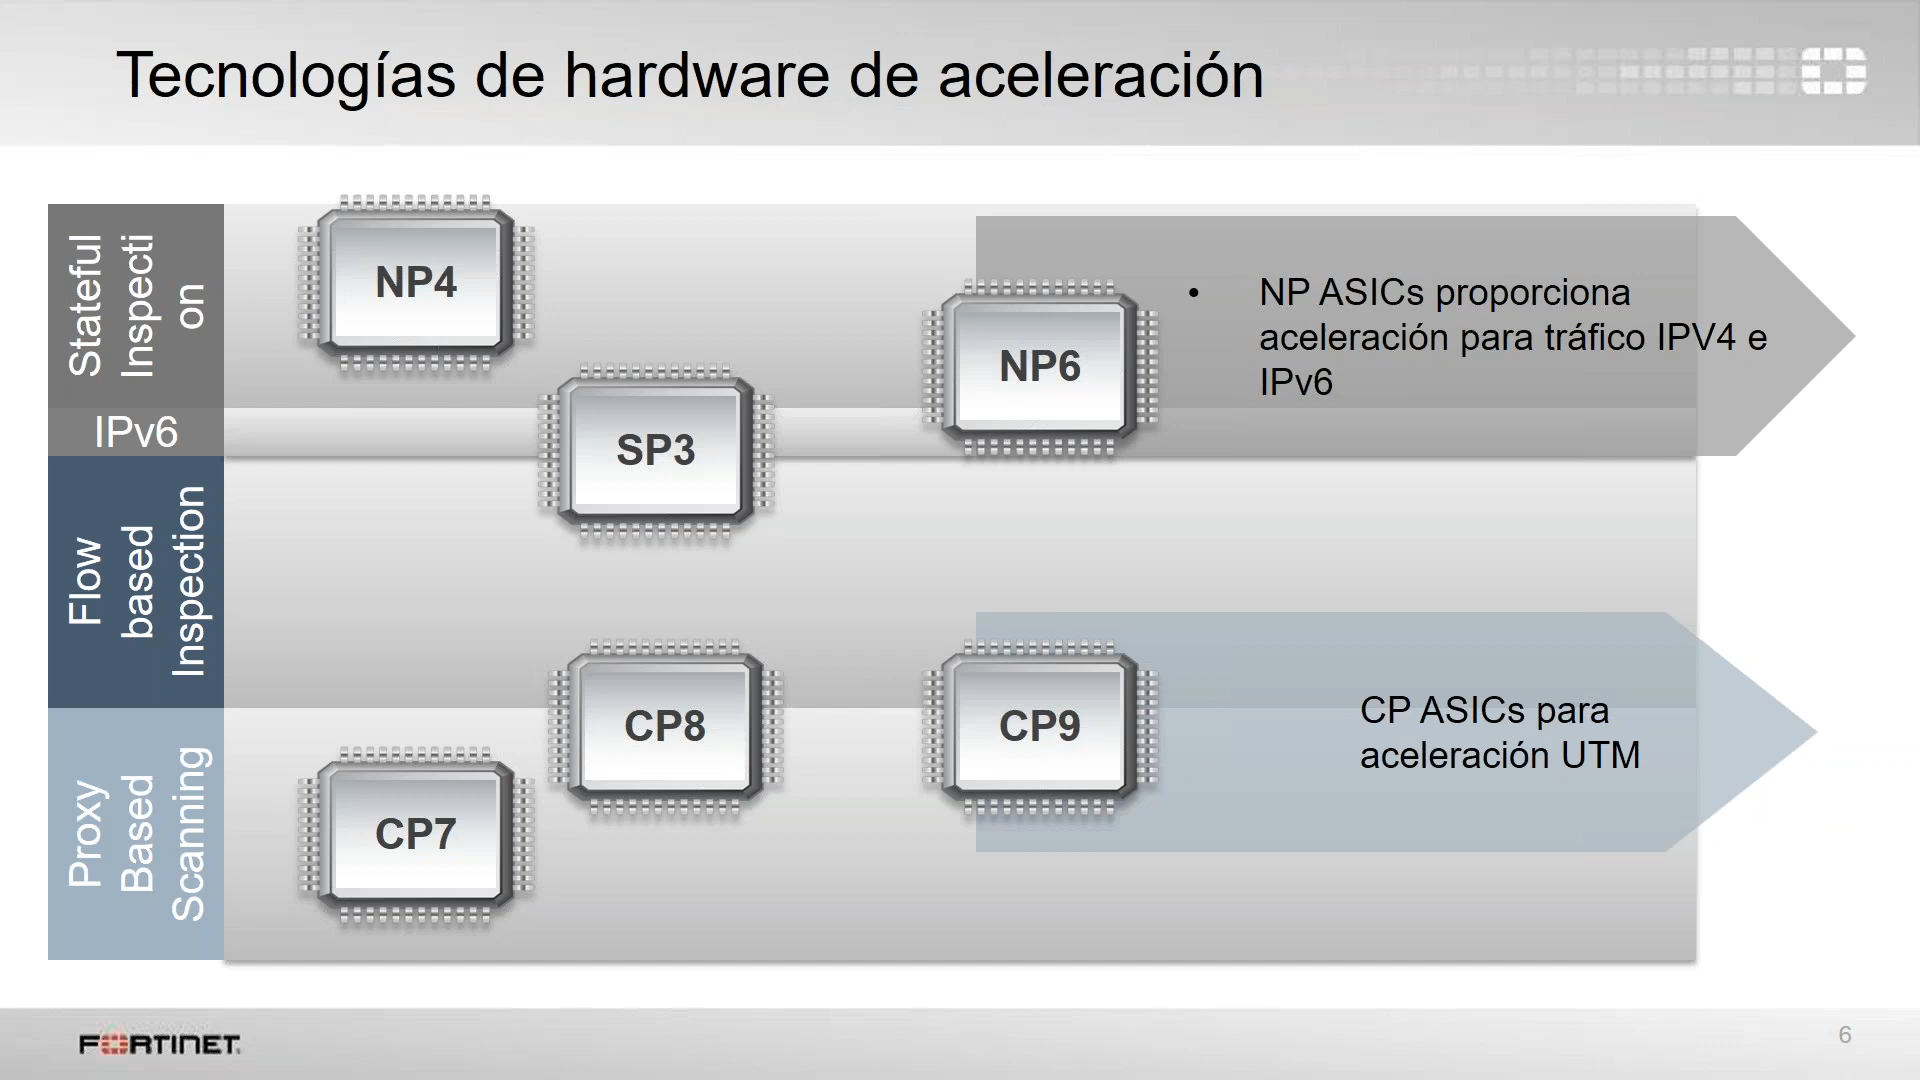 Tecnologías de hardware de aceleración
Stateful
Inspecti
on
IPv6
Flow
based
Inspection
Proxy
Based
Scanning
NP4
SP3
NP6
• NP ASICs proporciona
aceleración para tráfico IPV4 e
IPv6
CP7
CP8
CP9
CP ASICs para
aceleración UTM
FORTINET
6